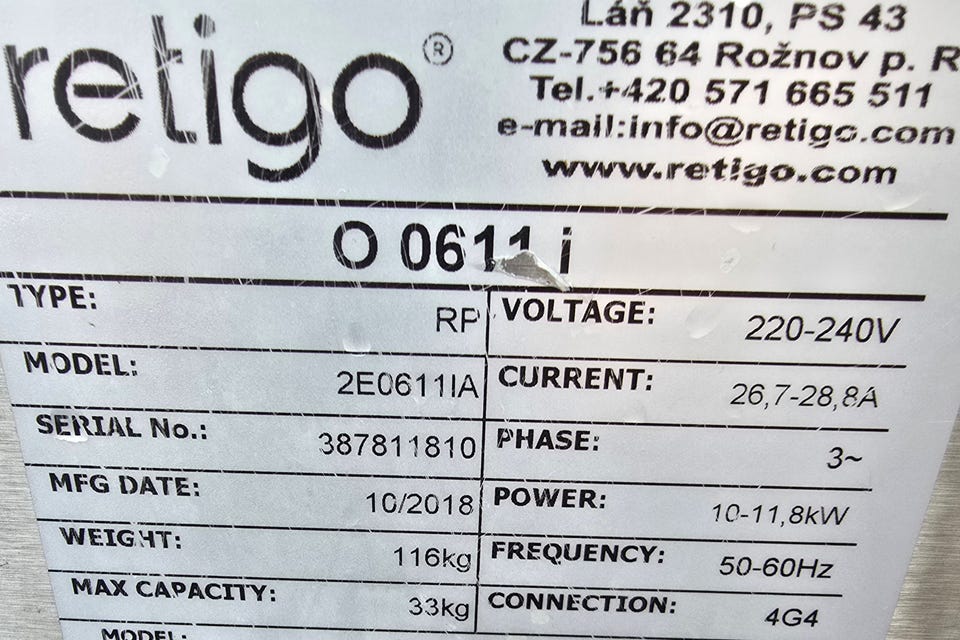 retigo®
Láň 2310, PS 43
CZ-756 64 Rožnov p. R
Tel.+420 571 665 511
e-mail:info@retigo.com
www.retigo.com
O 0611 i
TYPE: RP
VOLTAGE: 220-240V
MODEL: 2E0611IA
CURRENT: 26,7-28,8A
SERIAL No.: 387811810
PHASE: 3~
MFG DATE: 10/2018
POWER: 10-11,8kW
WEIGHT: 116kg
FREQUENCY: 50-60Hz
MAX CAPACITY: 33kg
CONNECTION: 4G4
MODEL: